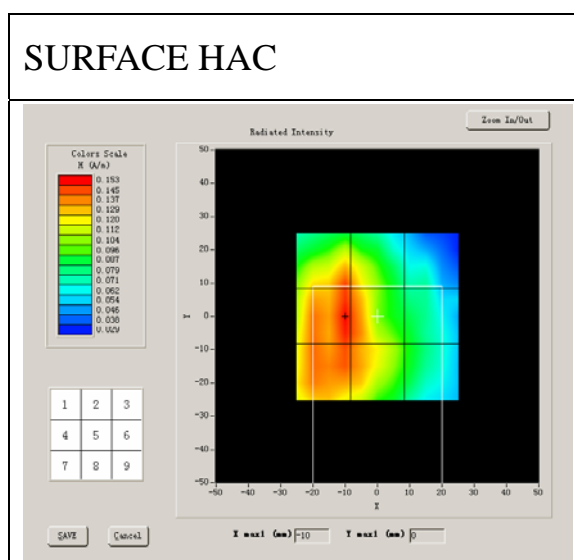 SURFACE HAC
Zoom In/Out
Radiated Intensity
Colors Scale
H (A/m)
0.153
0.145
0.137
0.129
0.120
0.112
0.104
0.096
0.087
0.079
0.071
0.062
0.054
0.046
0.038
0.029
50
40
30
20
10
0
-10
-20
-30
-40
-50
Y
-50 -40 -30 -20 -10 0 10 20 30 40 50
X
1 2 3
4 5 6
7 8 9
SAVE Cancel
X max1 (mm) -10 Y max1 (mm) 0